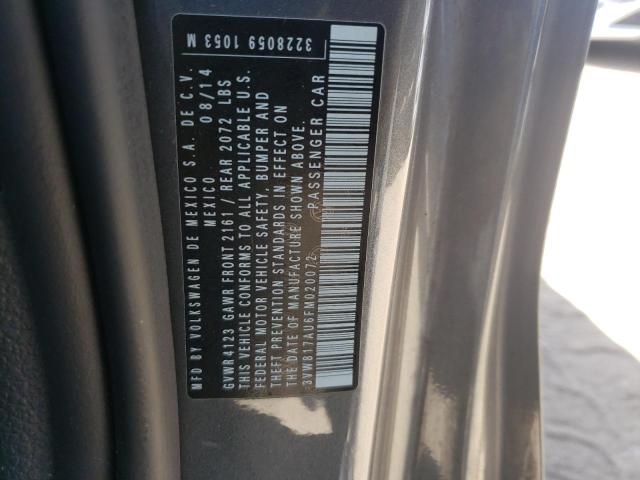 MFD BY VOLKSWAGEN DE MEXICO S.A. DE C.V.
MEXICO 08/14
GVWR4123 GAWR FRONT 2161 / REAR 2072 LBS
THIS VEHICLE CONFORMS TO ALL APPLICABLE U.S.
FEDERAL MOTOR VEHICLE SAFETY, BUMPER AND
THEFT PREVENTION STANDARDS IN EFFECT ON
THE DATE OF MANUFACTURE SHOWN ABOVE.
3VW817AU6FM020072 PASSENGER CAR
3228059 1053 M